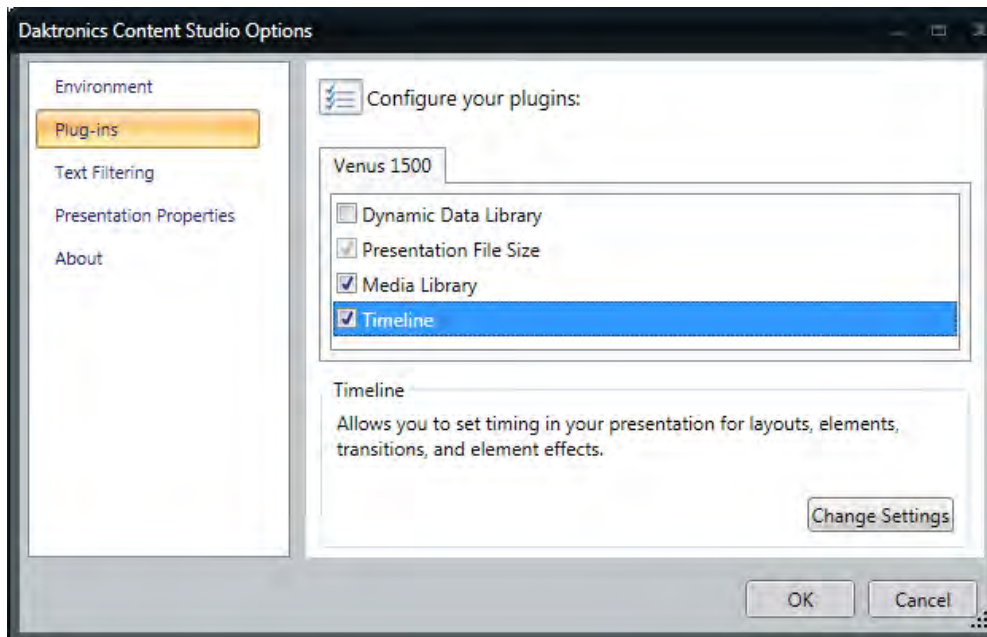 Daktronics Content Studio Options
Environment
Plug-ins
Text Filtering
Presentation Properties
About
Configure your plugins:
Venus 1500
Dynamic Data Library
Presentation File Size
Media Library
Timeline
Timeline
Allows you to set timing in your presentation for layouts, elements,
transitions, and element effects.
Change Settings
OK
Cancel